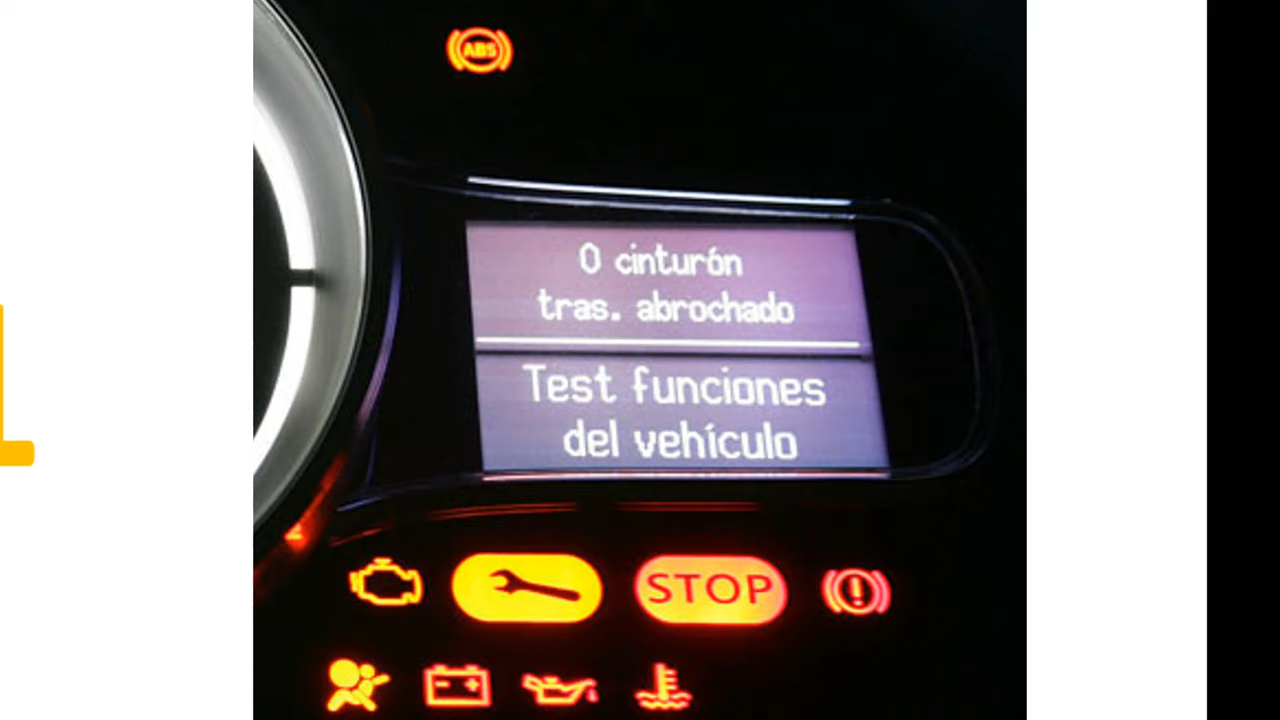 ABS
0 cinturón
tras. abrochado
Test funciones
del vehículo
STOP